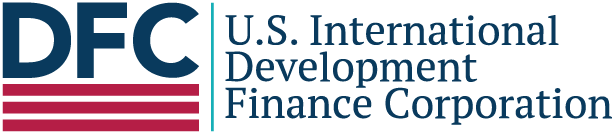 DFC
U.S. International
Development
Finance Corporation